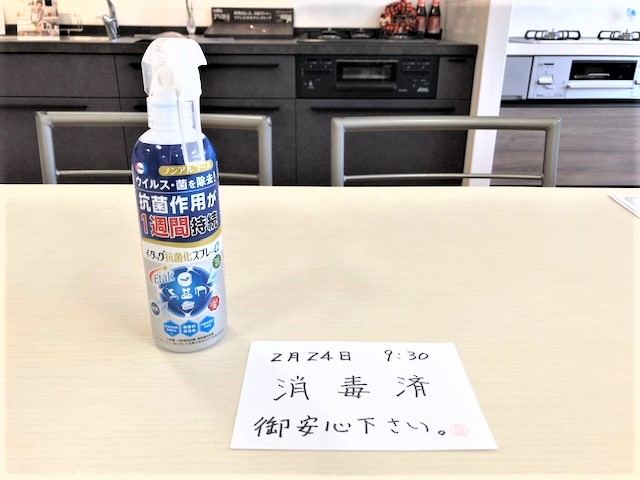 ノンアルコール
ウイルス・菌を除去!
抗菌作用が
1週間持続
イータック抗菌化スプレーα
Etak
2月24日 9:30
消毒済
御安心下さい。